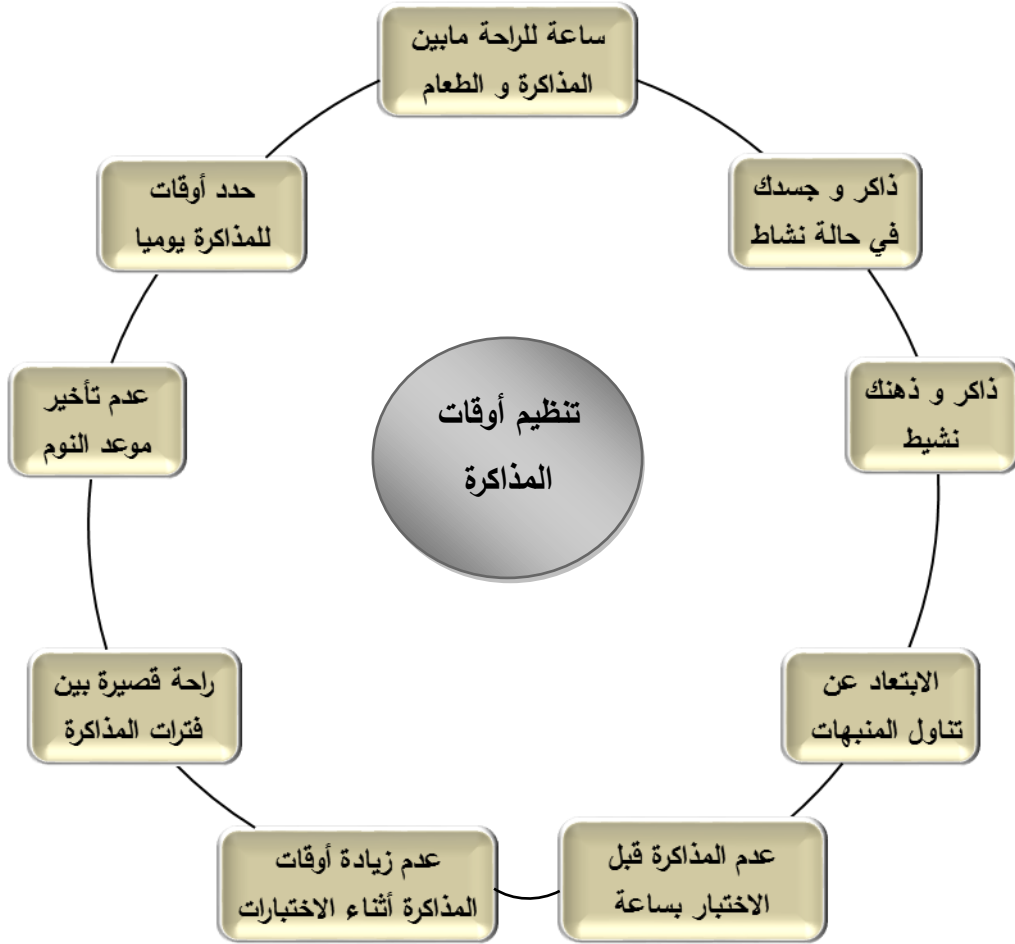 ساعة للراحة مابين
المذاكرة و الطعام
ذاكر و جسدك
في حالة نشاط
ذاكر و ذهنك
نشيط
الابتعاد عن
تناول المنبهات
عدم المذاكرة قبل
الاختبار بساعة
عدم زيادة أوقات
المذاكرة أثناء الاختبارات
راحة قصيرة بين
فترات المذاكرة
عدم تأخير
موعد النوم
حدد أوقات
للمذاكرة يوميا
تنظيم أوقات
المذاكرة